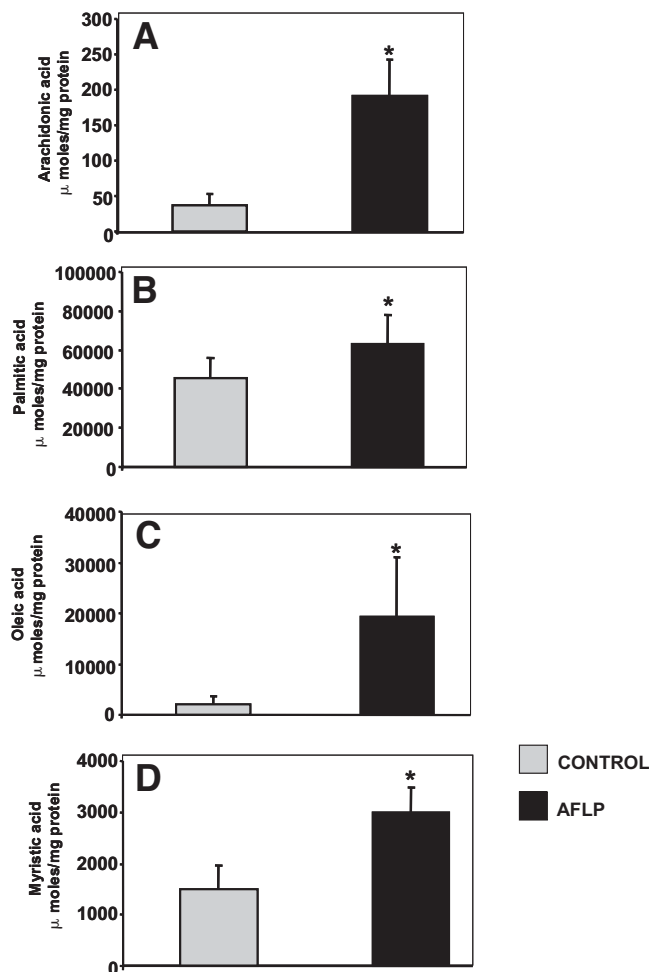 A
Arachidonic acid
μ moles/mg protein
300
250
200
150
100
50
0
*
B
Palmitic acid
μ moles/mg protein
100000
80000
60000
40000
20000
0
*
C
Oleic acid
μ moles/mg protein
40000
30000
20000
10000
0
*
D
Myristic acid
μ moles/mg protein
4000
3000
2000
1000
0
*
CONTROL
AFLP